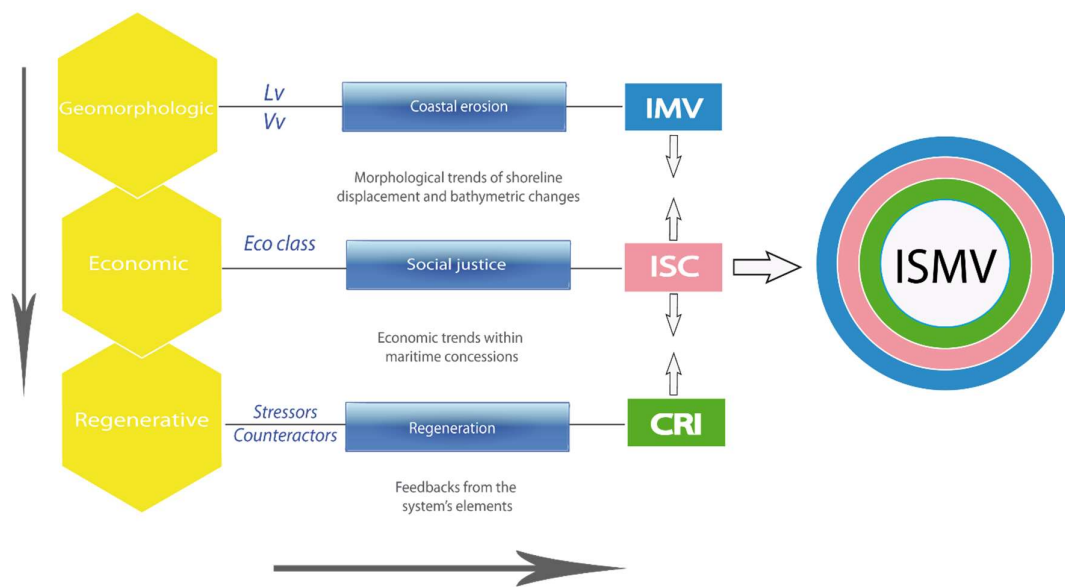 Geomorphologic
Lv
Vv
Coastal erosion
IMV
Morphological trends of shoreline
displacement and bathymetric changes
Economic
Eco class
Social justice
ISC
ISMV
Economic trends within
maritime concessions
Regenerative
Stressors
Counteractors
Regeneration
CRI
Feedbacks from the
system's elements